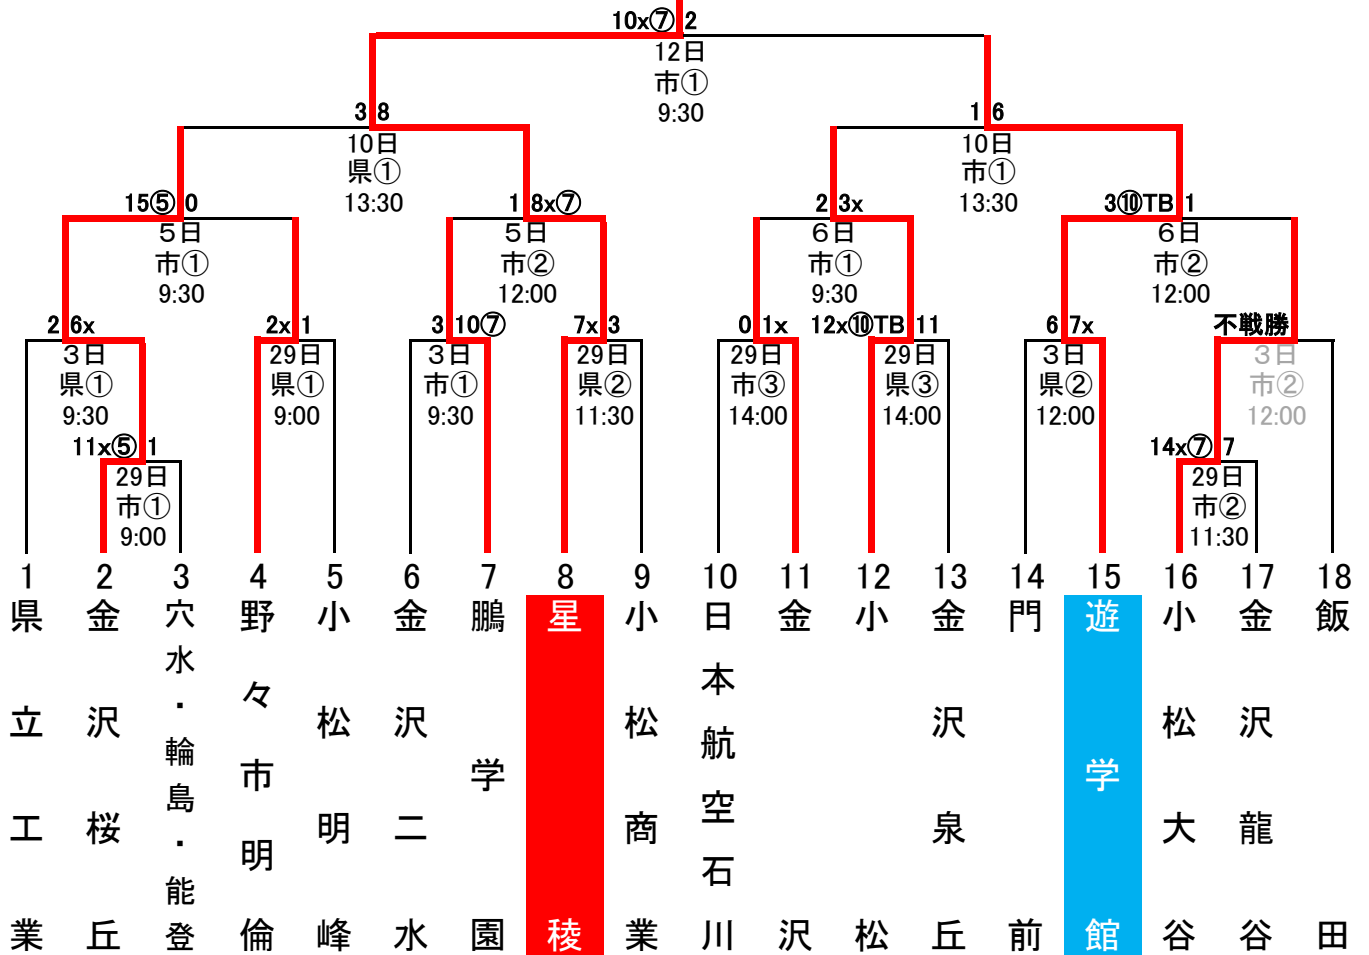 10x⑦ 2
12日
市①
9:30
3 8
10日
県①
13:30
1 6
10日
市①
13:30
15⑤ 0
5日
市①
9:30
1 8x⑦
5日
市②
12:00
2 3x
6日
市①
9:30
3⑩TB 1
6日
市②
12:00
2 6x
3日
県①
9:30
2x 1
29日
県①
9:00
3 10⑦
3日
市①
9:30
7x 3
29日
県②
11:30
0 1x
29日
市③
14:00
12x⑩TB 11
29日
県③
14:00
6 7x
3日
県②
12:00
不戦勝
3日
市②
12:00
11x⑤ 1
29日
市①
9:00
14x⑦ 7
29日
市②
11:30
1 県立工業
2 金沢桜丘
3 穴水・輪島・能登
4 野々市明倫
5 小松明峰
6 金沢二水
7 鵬学園
8 星稜
9 小松商業
10 日本航空石川
11 金沢
12 小松
13 金沢泉丘
14 門前
15 遊学館
16 小松大谷
17 金沢龍谷
18 飯田